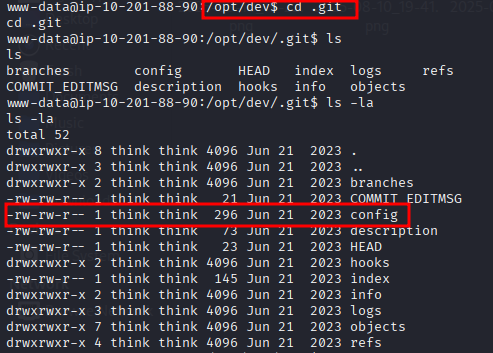 www-data@ip-10-201-88-90:/opt/dev$ cd .git
cd .git
www-data@ip-10-201-88-90:/opt/dev/.git$ ls
ls
branches        config       HEAD   index  logs     refs
COMMIT_EDITMSG  description  hooks  info   objects
www-data@ip-10-201-88-90:/opt/dev/.git$ ls -la
ls -la
total 52
drwxrwxr-x 8 think think 4096 Jun 21  2023 .
drwxrwxr-x 3 think think 4096 Jun 21  2023 ..
drwxrwxr-x 2 think think 4096 Jun 21  2023 branches
-rw-rw-r-- 1 think think   21 Jun 21  2023 COMMIT_EDITMSG
-rw-rw-r-- 1 think think  296 Jun 21  2023 config
-rw-rw-r-- 1 think think   73 Jun 21  2023 description
-rw-rw-r-- 1 think think   23 Jun 21  2023 HEAD
drwxrwxr-x 2 think think 4096 Jun 21  2023 hooks
-rw-rw-r-- 1 think think  145 Jun 21  2023 index
drwxrwxr-x 2 think think 4096 Jun 21  2023 info
drwxrwxr-x 3 think think 4096 Jun 21  2023 logs
drwxrwxr-x 7 think think 4096 Jun 21  2023 objects
drwxrwxr-x 4 think think 4096 Jun 21  2023 refs